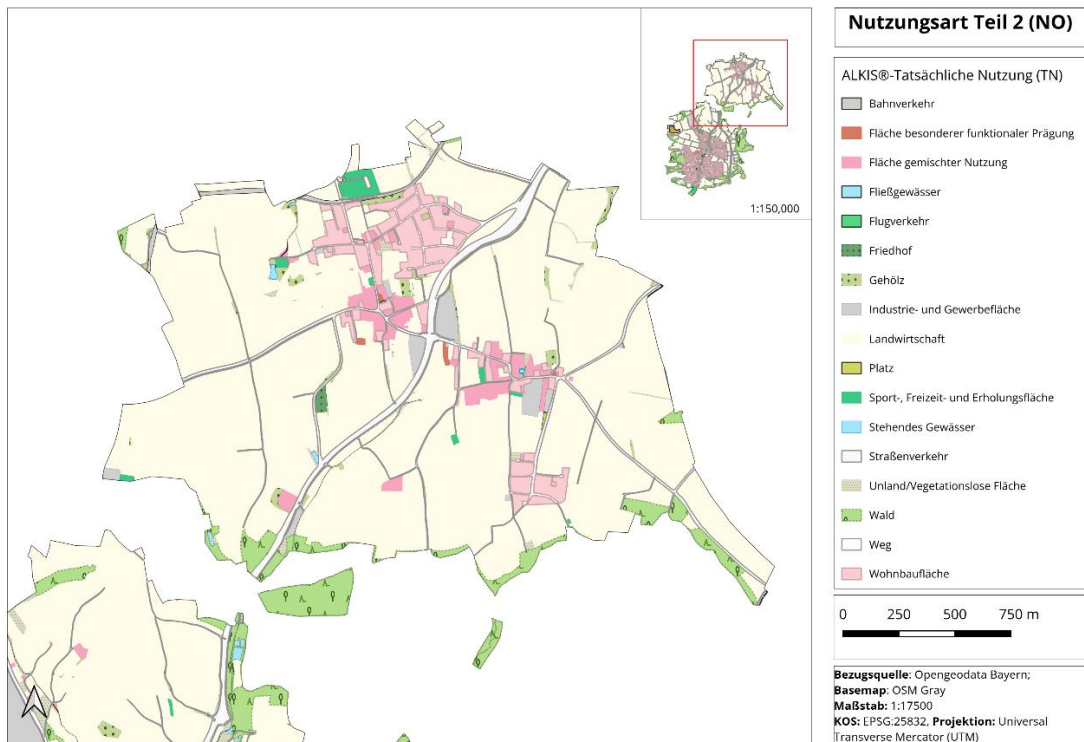 Nutzungsart Teil 2 (NO)
1:150,000
ALKIS®-Tatsächliche Nutzung (TN)
Bahnverkehr
Fläche besonderer funktionaler Prägung
Fläche gemischter Nutzung
Fließgewässer
Flugverkehr
Friedhof
Gehölz
Industrie- und Gewerbefläche
Landwirtschaft
Platz
Sport-, Freizeit- und Erholungsfläche
Stehendes Gewässer
Straßenverkehr
Unland/Vegetationslose Fläche
Wald
Weg
Wohnbaufläche
0 250 500 750 m
Bezugsquelle: Opengeodata Bayern;
Basemap: OSM Gray
Maßstab: 1:17500
KOS: EPSG:25832, Projektion: Universal
Transverse Mercator (UTM)